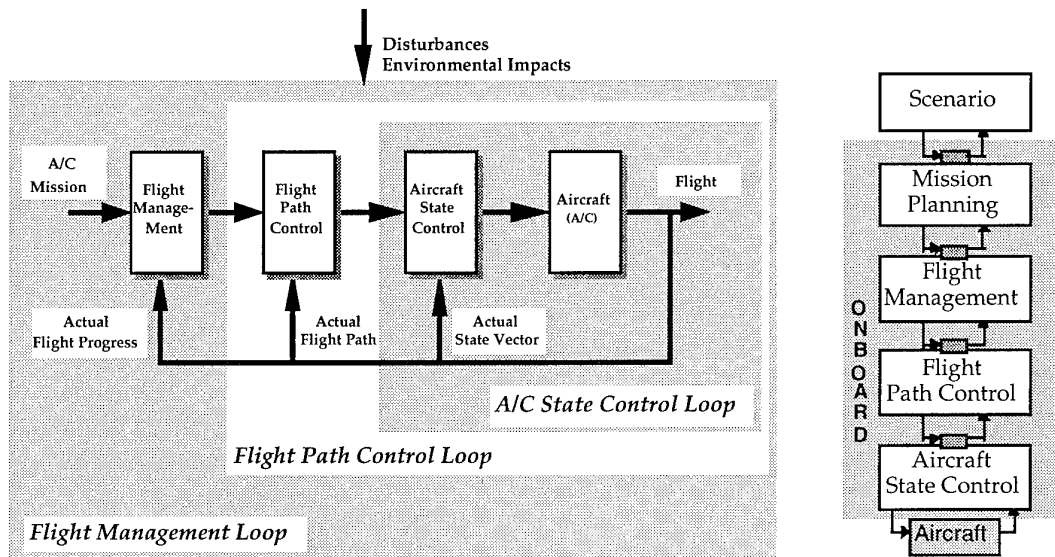 Disturbances
Environmental Impacts
A/C
Mission
Flight
Manage-
Ment
Flight
Path
Control
Aircraft
State
Control
Aircraft
(A/C)
Flight
Actual
Flight Progress
Actual
Flight Path
Actual
State Vector
A/C State Control Loop
Flight Path Control Loop
Flight Management Loop
Scenario
Mission
Planning
Flight
Management
Flight
Path Control
Aircraft
State Control
Aircraft
ONBOARD